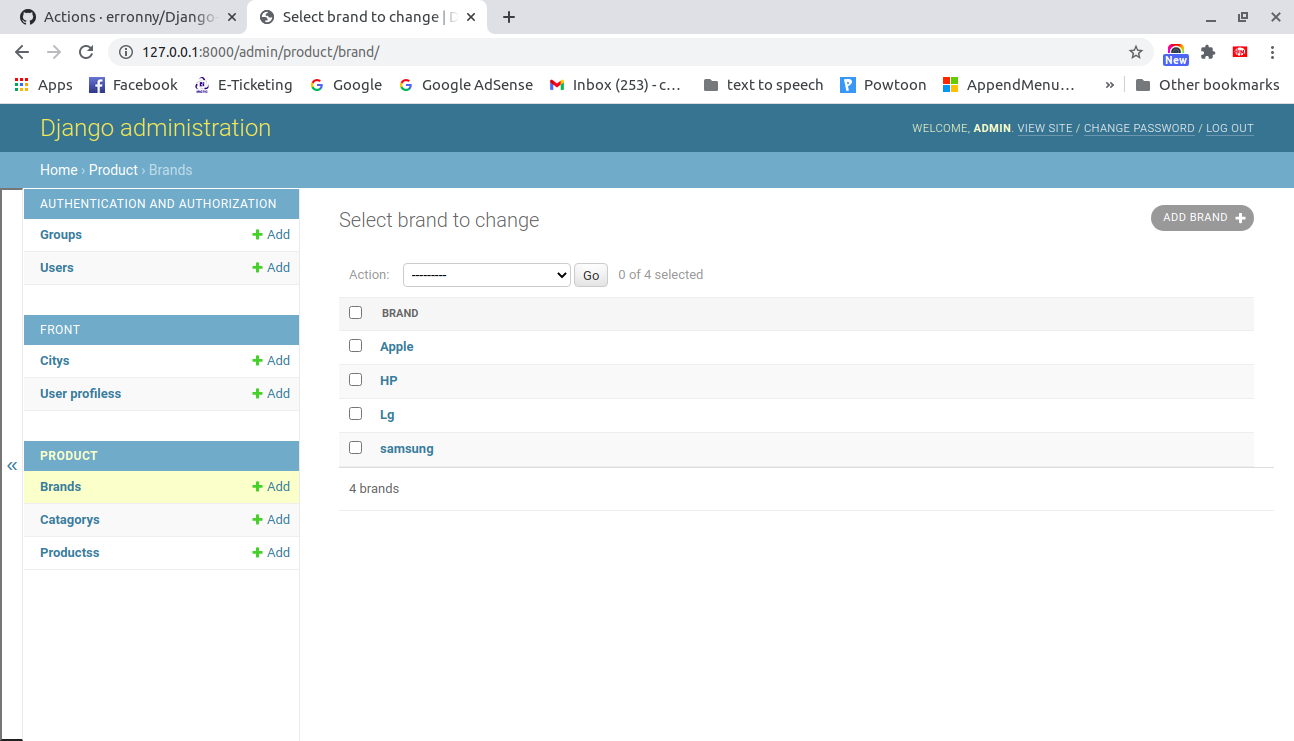 Actions · erronny/Django-
Select brand to change | D
127.0.0.1:8000/admin/product/brand/
New
Apps
Facebook
E-Ticketing
Google
Google AdSense
Inbox (253) - c...
text to speech
Powtoon
AppendMenu...
»
Other bookmarks
Django administration
WELCOME, ADMIN. VIEW SITE / CHANGE PASSWORD / LOG OUT
Home › Product › Brands
AUTHENTICATION AND AUTHORIZATION
Groups + Add
Users + Add
FRONT
Citys + Add
User profiless + Add
PRODUCT
Brands + Add
Catagorys + Add
Productss + Add
«
Select brand to change
ADD BRAND +
Action: --------- Go 0 of 4 selected
BRAND
Apple
HP
Lg
samsung
4 brands